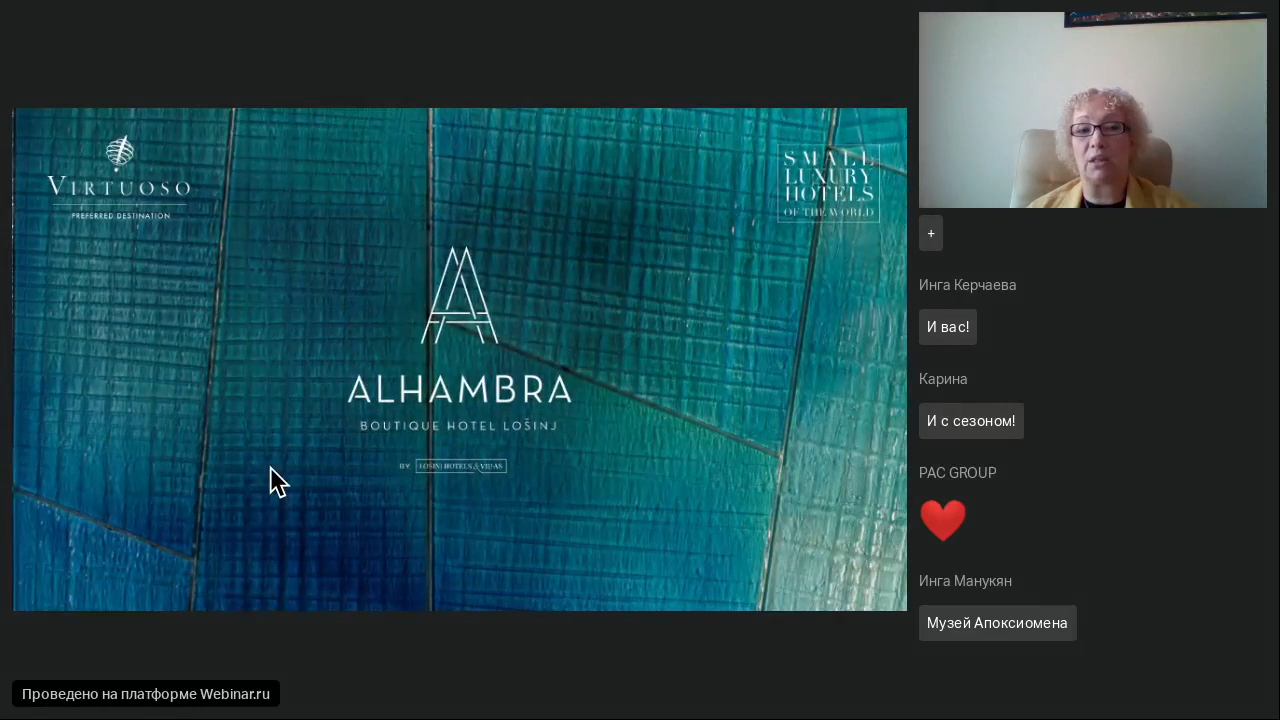 VIRTUOSO
PREFERRED DESTINATION
SMALL
LUXURY
HOTELS
OF THE WORLD
ALHAMBRA
BOUTIQUE HOTEL LOŠINJ
BY LOŠINJ HOTELS & VILLAS
+
Инга Керчаева
И вас!
Карина
И с сезоном!
PAC GROUP
Инга Манукян
Музей Апоксиомена
Проведено на платформе Webinar.ru